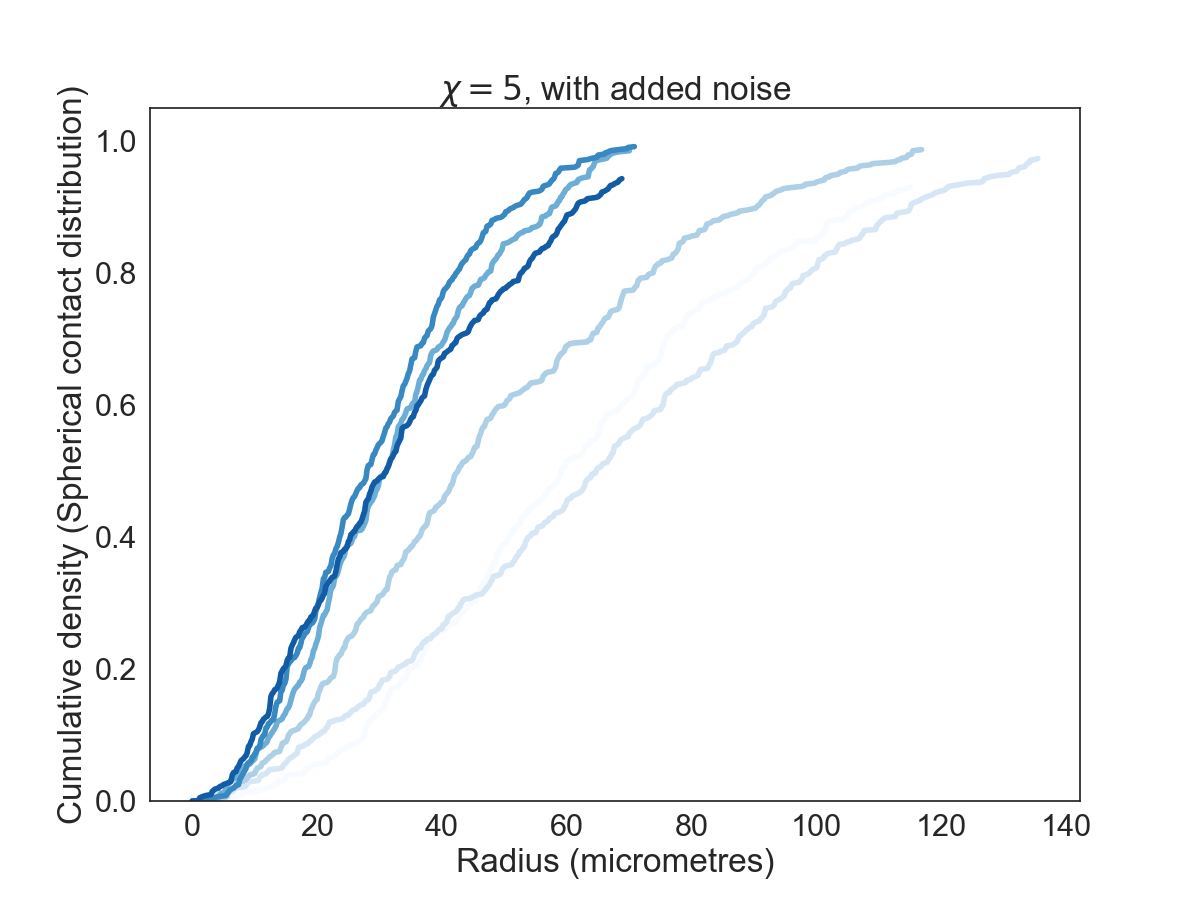 χ = 5, with added noise
Cumulative density (Spherical contact distribution)
1.0
0.8
0.6
0.4
0.2
0.0
0 20 40 60 80 100 120 140
Radius (micrometres)